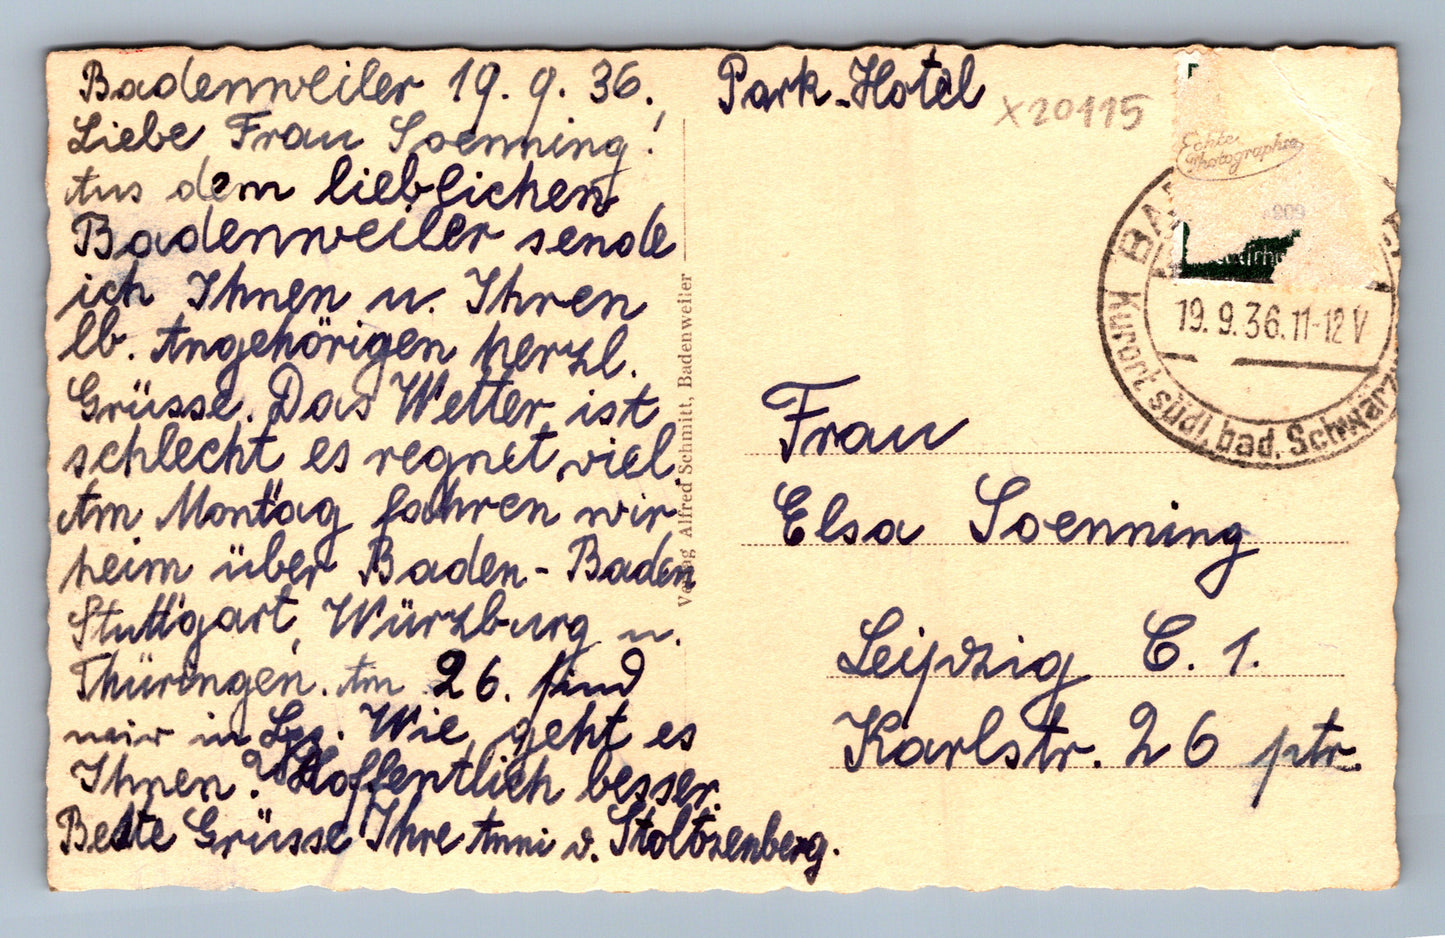 Badenweiler 19. 9. 36.
Liebe Frau Soenning!
Aus dem lieblichen
Badenweiler sende
ich Ihnen u. Ihren
lb. Angehörigen herzl.
Grüsse. Das Wetter ist
schlecht es regnet viel.
Am Montag fahren wir
heim über Baden-Baden
Stuttgart, Würzburg u.
Thüringen. Am 26. sind
wir in Lpz. Wie geht es
Ihnen? Hoffentlich besser.
Beste Grüsse Ihre Anni v. Stoltzenberg.
Park-Hotel
X20115
Echte
Photographie
19.9.36.11-12V
Kurort südl. bad. Schwarz
Verlag Alfred Schmitt, Badenweiler
Frau
Elsa Soenning
Leipzig C. 1.
Karlstr. 26 ptr.